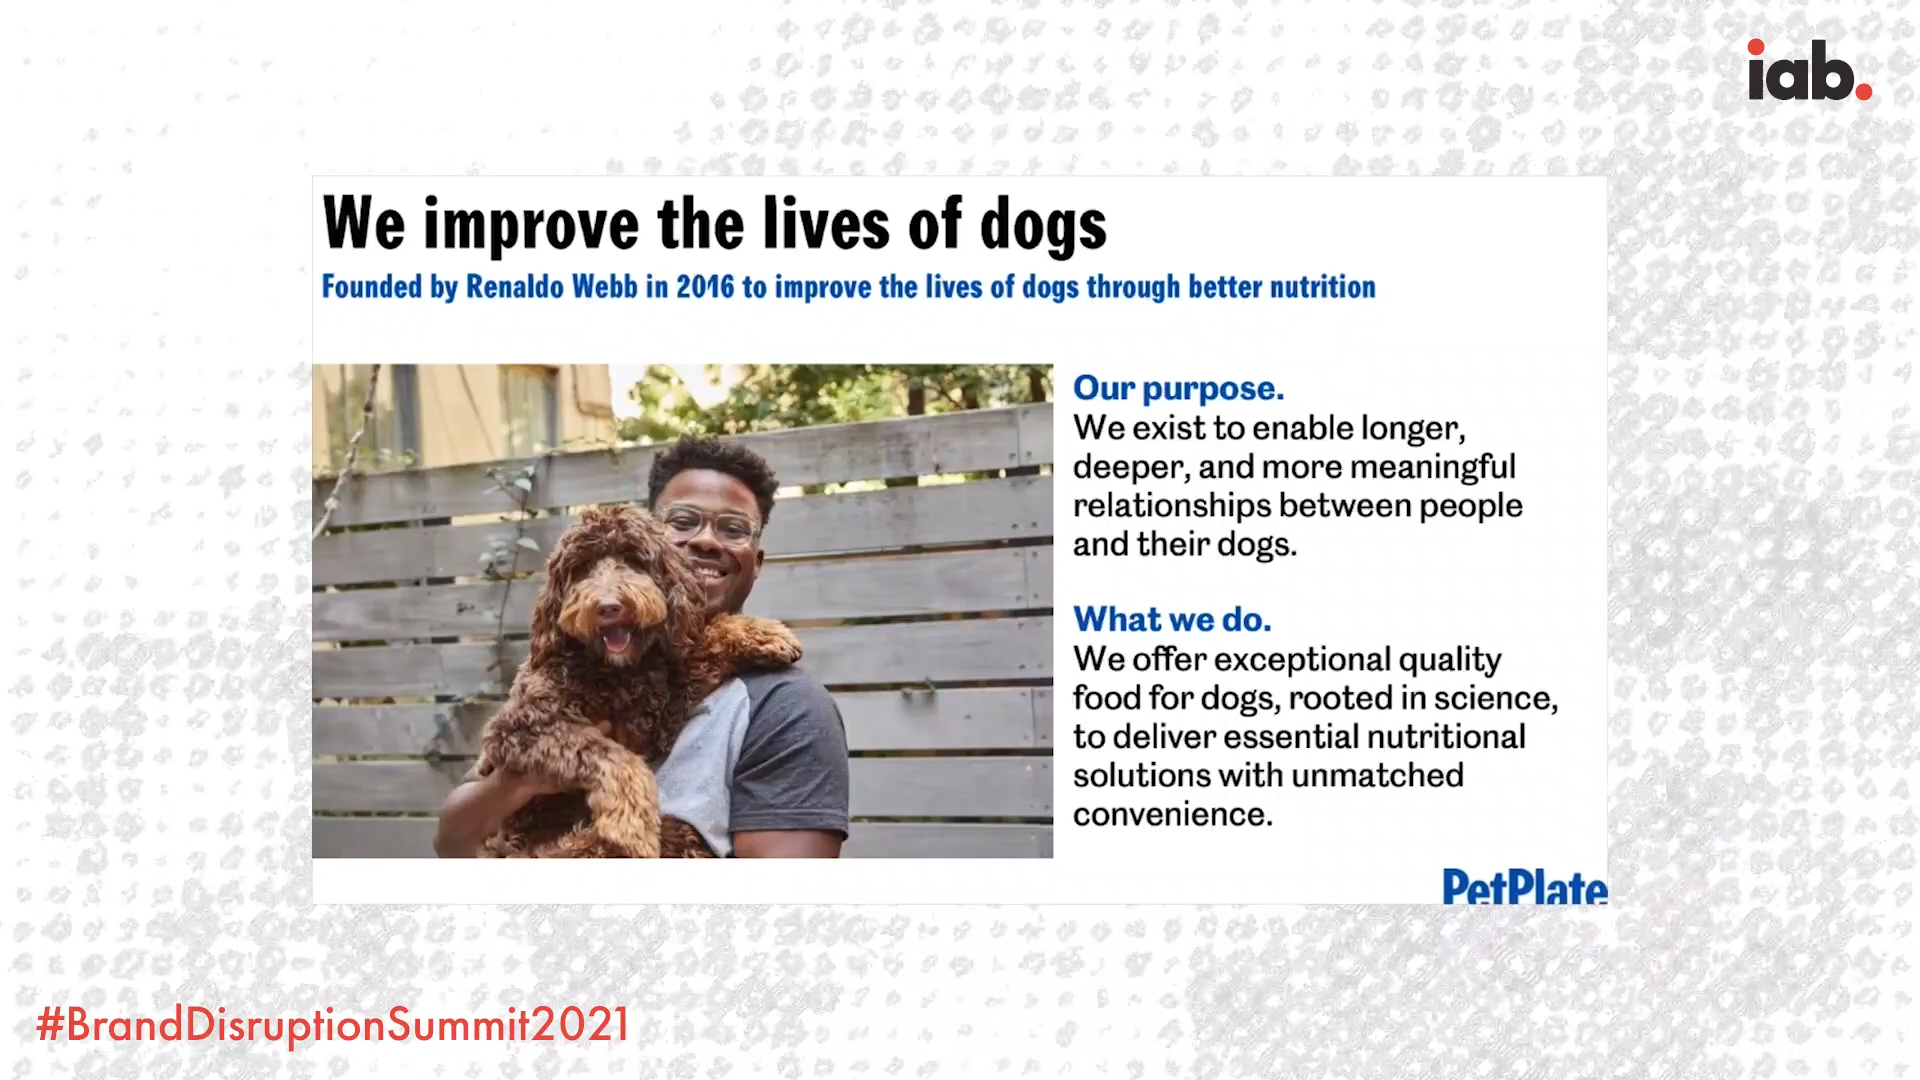 iab.
We improve the lives of dogs
Founded by Renaldo Webb in 2016 to improve the lives of dogs through better nutrition
Our purpose.
We exist to enable longer,
deeper, and more meaningful
relationships between people
and their dogs.
What we do.
We offer exceptional quality
food for dogs, rooted in science,
to deliver essential nutritional
solutions with unmatched
convenience.
PetPlate
#BrandDisruptionSummit2021